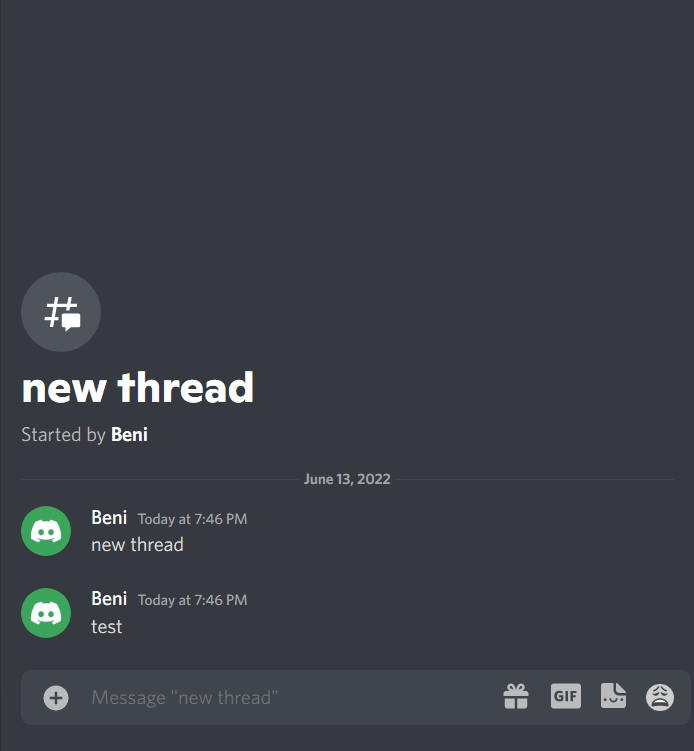 new thread
Started by Beni
June 13, 2022
Beni Today at 7:46 PM
new thread
Beni Today at 7:46 PM
test
Message "new thread"
GIF